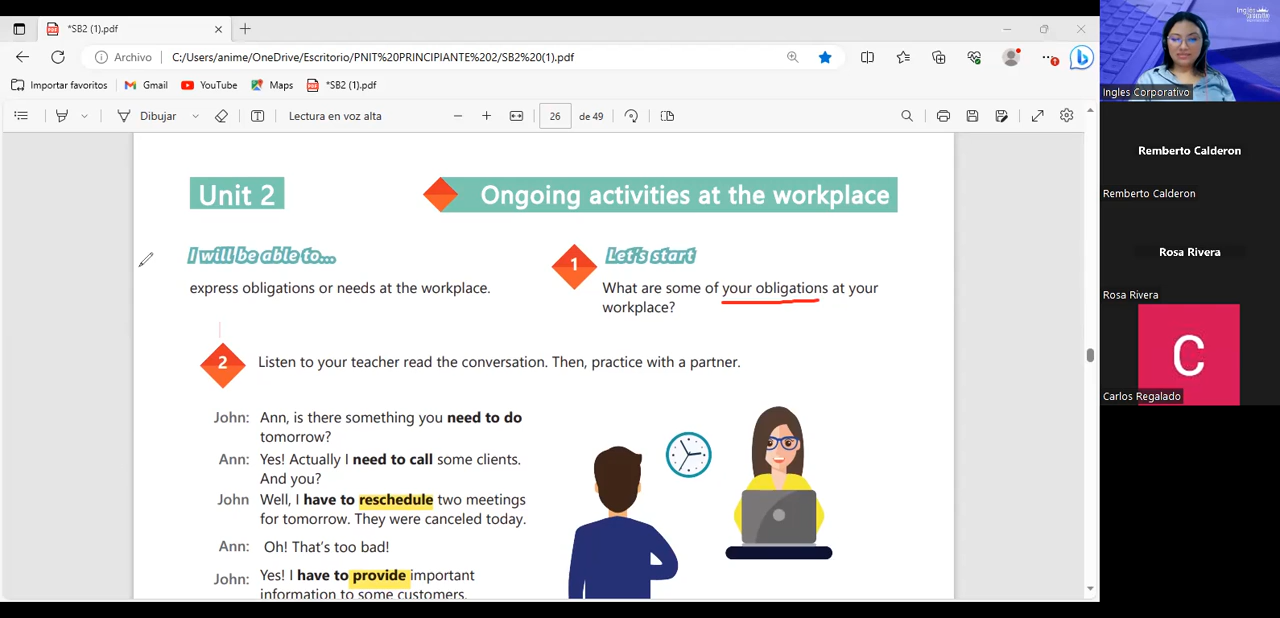 *SB2 (1).pdf
Archivo C:/Users/anime/OneDrive/Escritorio/PNIT%20PRINCIPIANTE%202/SB2%20(1).pdf
Importar favoritos Gmail YouTube Maps *SB2 (1).pdf
Dibujar Lectura en voz alta 26 de 49
Unit 2 Ongoing activities at the workplace
I will be able to...
express obligations or needs at the workplace.
1 Let's start
What are some of your obligations at your
workplace?
2 Listen to your teacher read the conversation. Then, practice with a partner.
John: Ann, is there something you need to do
tomorrow?
Ann: Yes! Actually I need to call some clients.
And you?
John Well, I have to reschedule two meetings
for tomorrow. They were canceled today.
Ann: Oh! That's too bad!
John: Yes! I have to provide important
information to some customers.
Ingles
Ingles Corporativo
Remberto Calderon
Remberto Calderon
Rosa Rivera
Rosa Rivera
C
Carlos Regalado